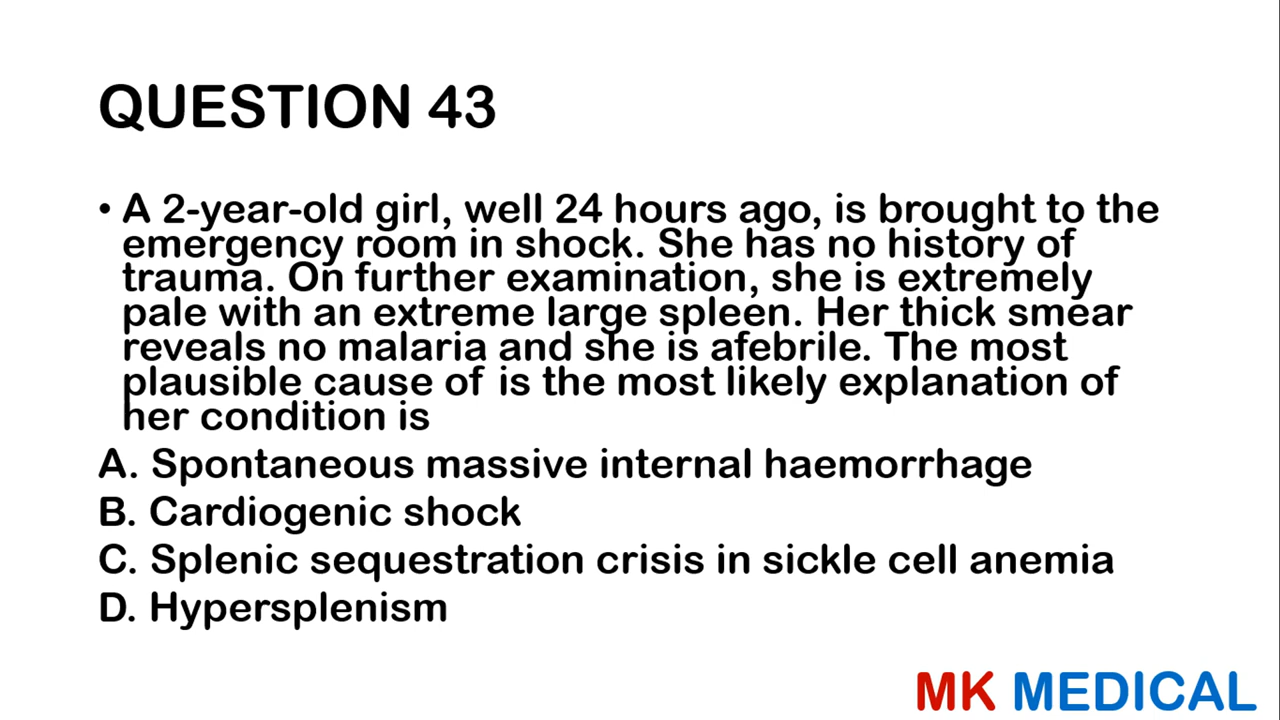 QUESTION 43
• A 2-year-old girl, well 24 hours ago, is brought to the
emergency room in shock. She has no history of
trauma. On further examination, she is extremely
pale with an extreme large spleen. Her thick smear
reveals no malaria and she is afebrile. The most
plausible cause of is the most likely explanation of
her condition is
A. Spontaneous massive internal haemorrhage
B. Cardiogenic shock
C. Splenic sequestration crisis in sickle cell anemia
D. Hypersplenism
MK MEDICAL